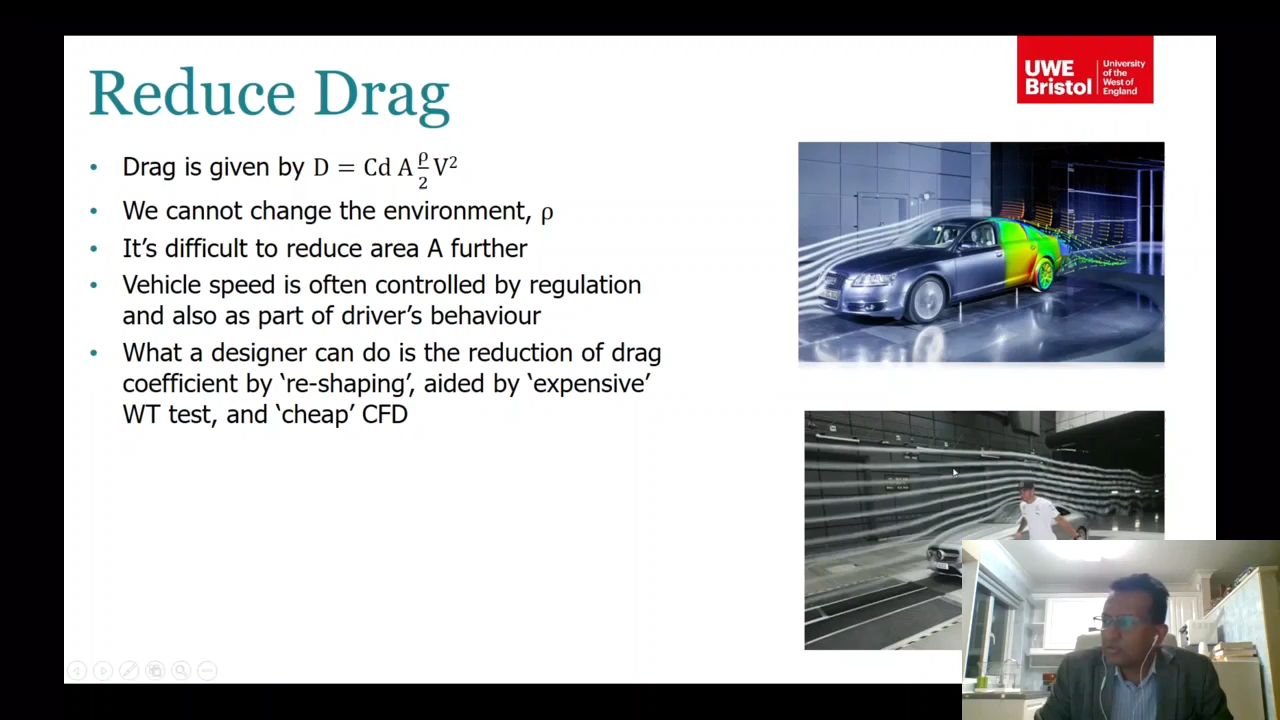 Reduce Drag
UWE
Bristol
University
of the
West of
England
• Drag is given by D = Cd A ρ/2 V²
• We cannot change the environment, ρ
• It’s difficult to reduce area A further
• Vehicle speed is often controlled by regulation
and also as part of driver’s behaviour
• What a designer can do is the reduction of drag
coefficient by ‘re-shaping’, aided by ‘expensive’
WT test, and ‘cheap’ CFD